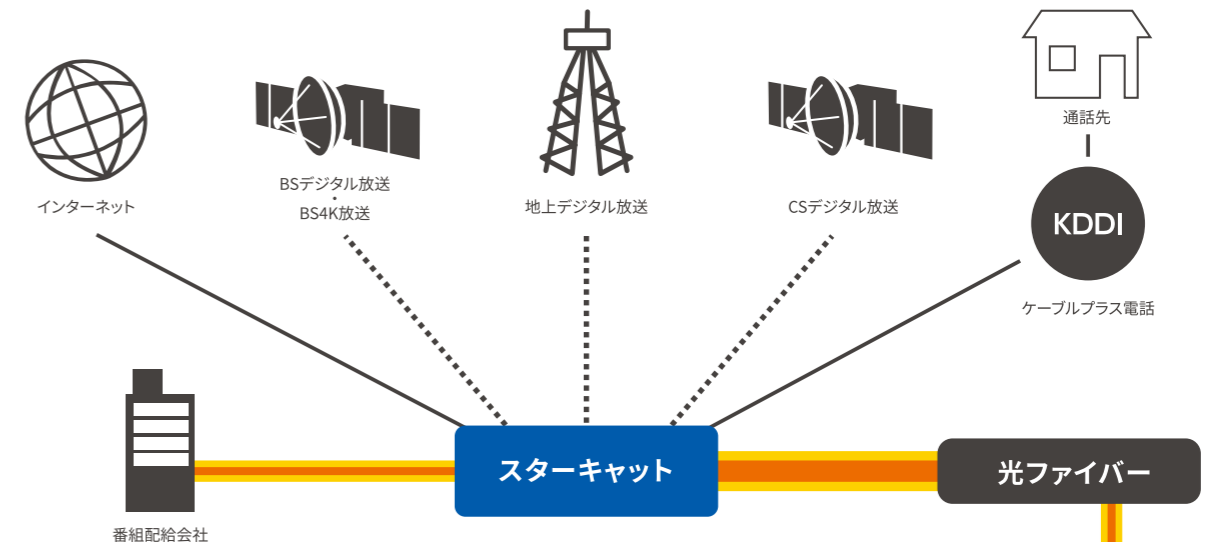 通話先
KDDI
インターネット
BSデジタル放送
・
BS4K放送
地上デジタル放送
CSデジタル放送
ケーブルプラス電話
スターキャット
光ファイバー
番組配給会社